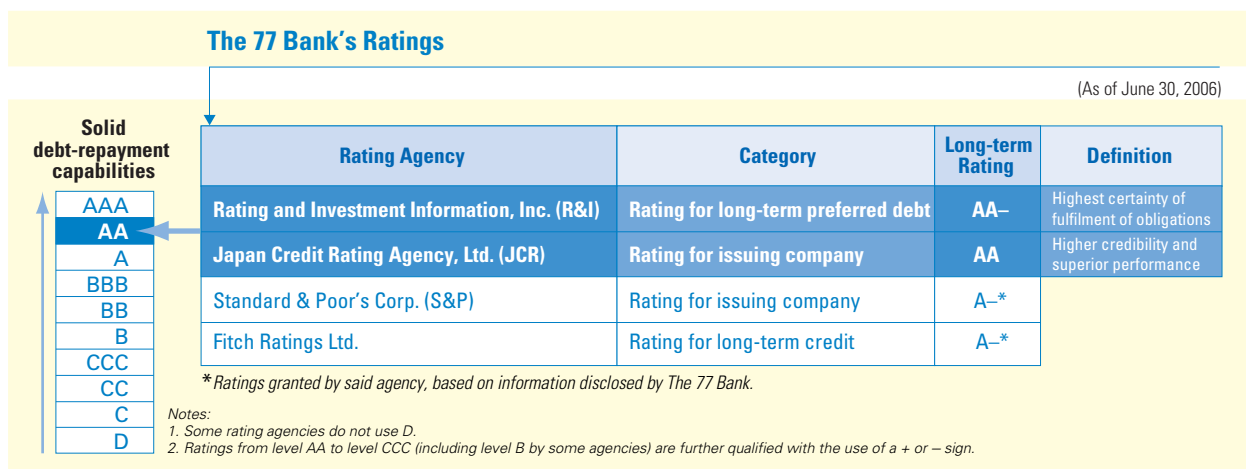 The 77 Bank's Ratings
(As of June 30, 2006)
Solid
debt-repayment
capabilities
AAA
AA
A
BBB
BB
B
CCC
CC
C
D
Rating Agency
Category
Long-term
Rating
Definition
Rating and Investment Information, Inc. (R&I)
Rating for long-term preferred debt
AA–
Highest certainty of
fulfilment of obligations
Japan Credit Rating Agency, Ltd. (JCR)
Rating for issuing company
AA
Higher credibility and
superior performance
Standard & Poor's Corp. (S&P)
Rating for issuing company
A–*
Fitch Ratings Ltd.
Rating for long-term credit
A–*
*Ratings granted by said agency, based on information disclosed by The 77 Bank.
Notes:
1. Some rating agencies do not use D.
2. Ratings from level AA to level CCC (including level B by some agencies) are further qualified with the use of a + or – sign.